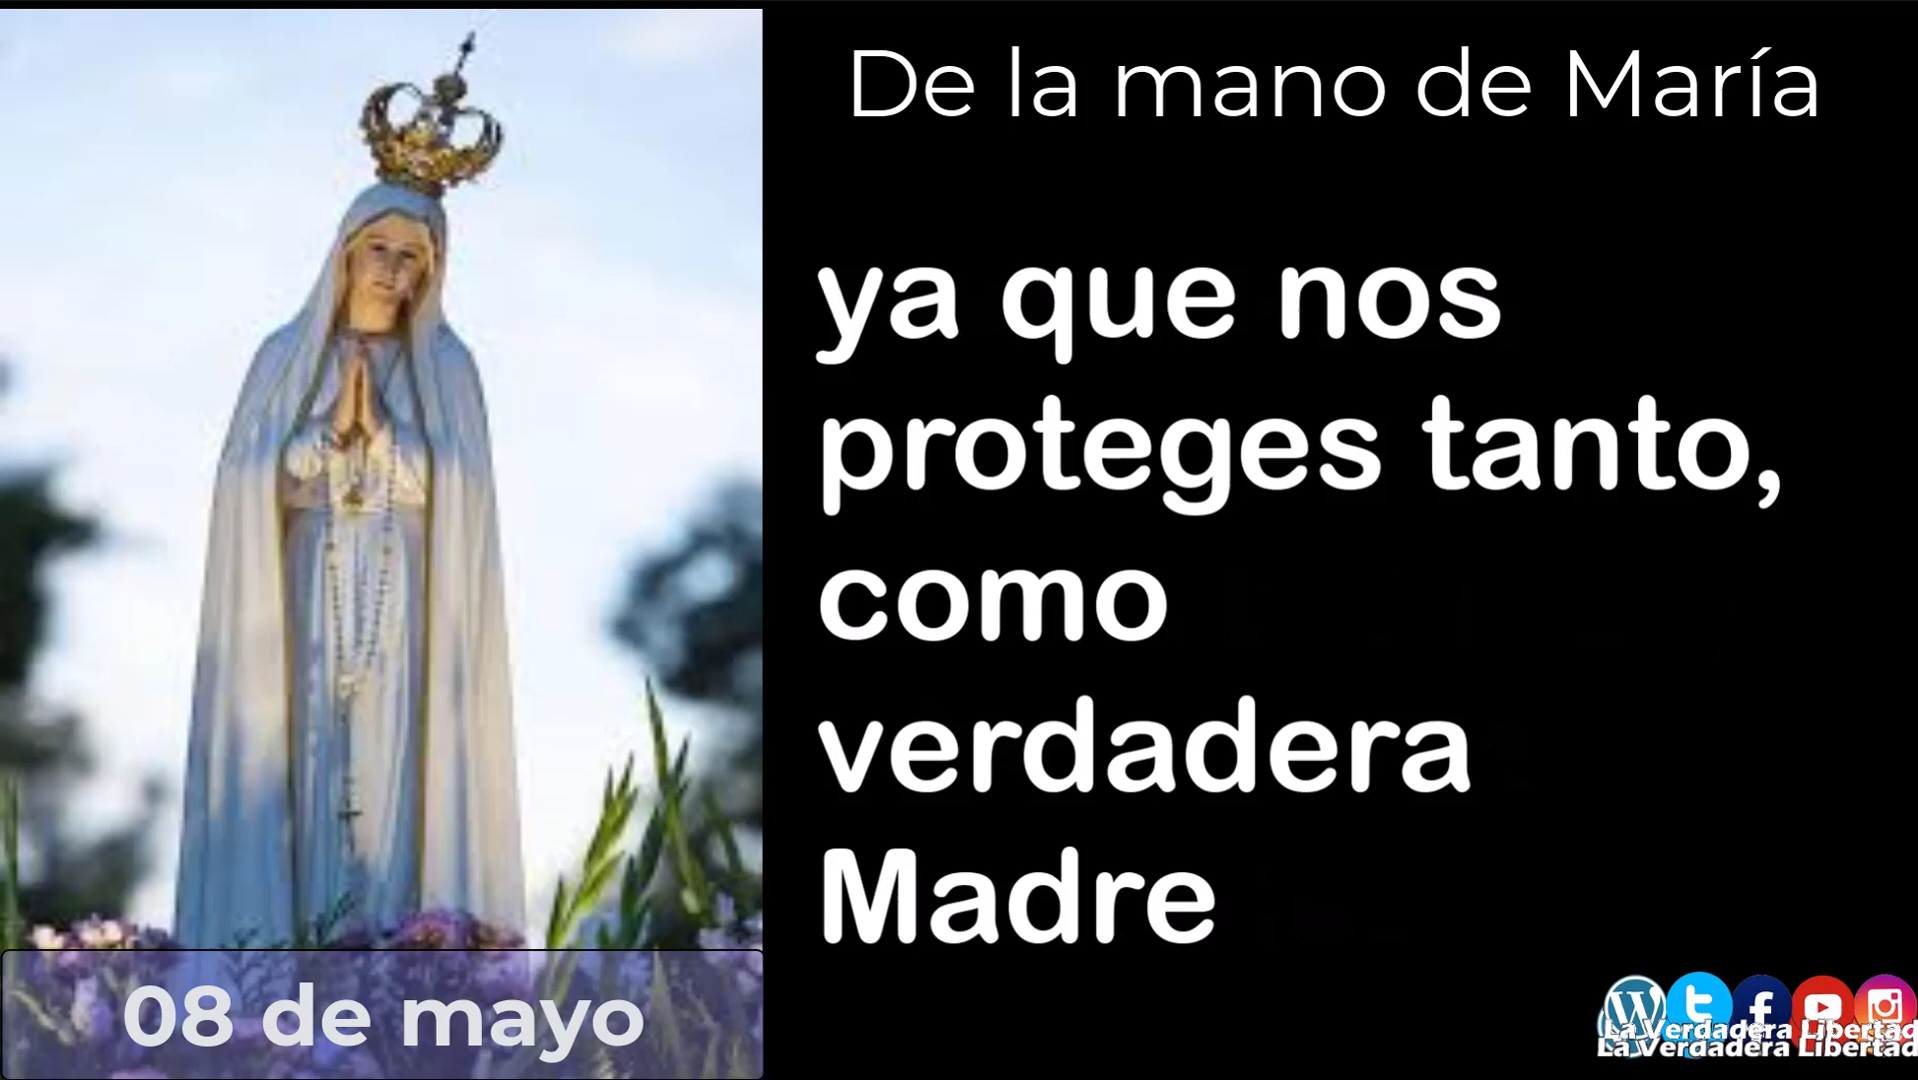 De la mano de María
ya que nos
proteges tanto,
como
verdadera
Madre
08 de mayo
La Verdadera Libertad
La Verdadera Libertad